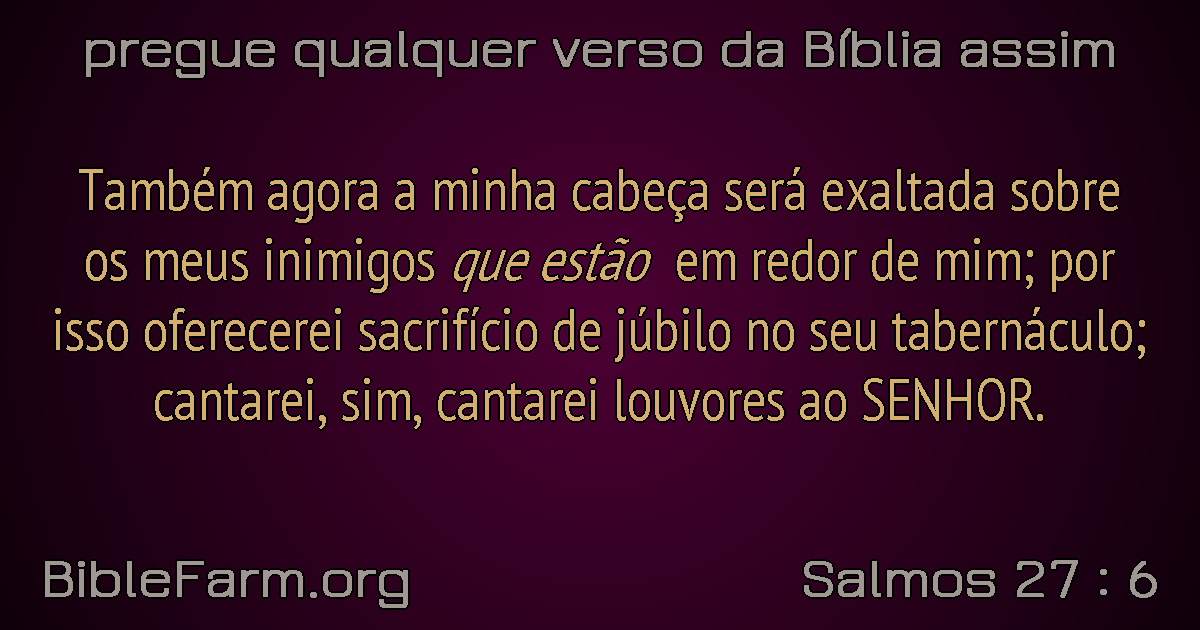 pregue qualquer verso da Bíblia assim
Também agora a minha cabeça será exaltada sobre
os meus inimigos que estão em redor de mim; por
isso oferecerei sacrifício de júbilo no seu tabernáculo;
cantarei, sim, cantarei louvores ao SENHOR.
BibleFarm.org
Salmos 27 : 6